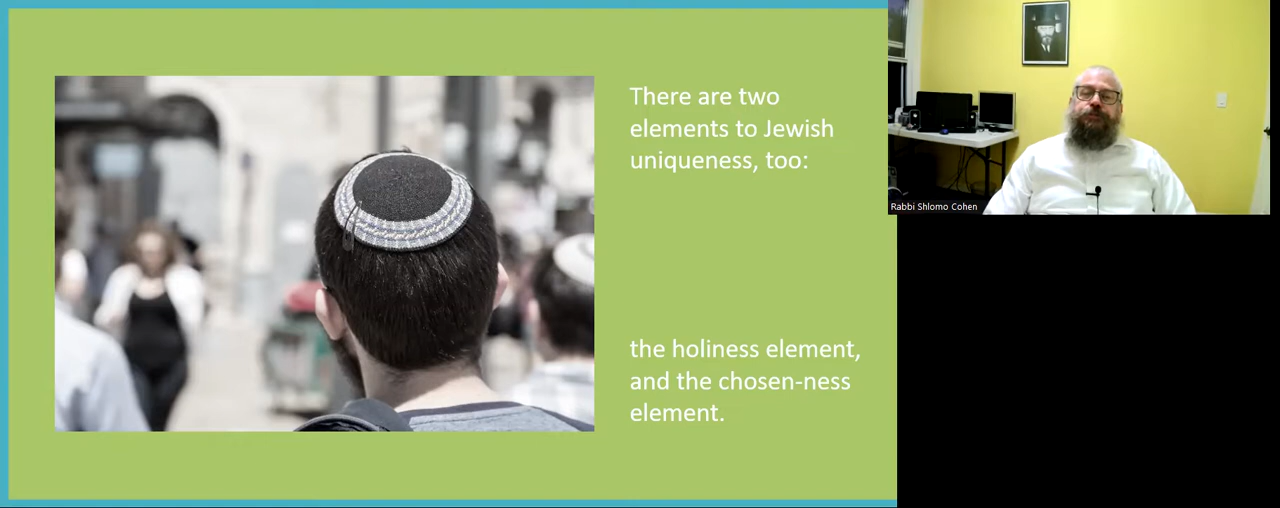 There are two
elements to Jewish
uniqueness, too:
the holiness element,
and the chosen-ness
element.
Rabbi Shlomo Cohen